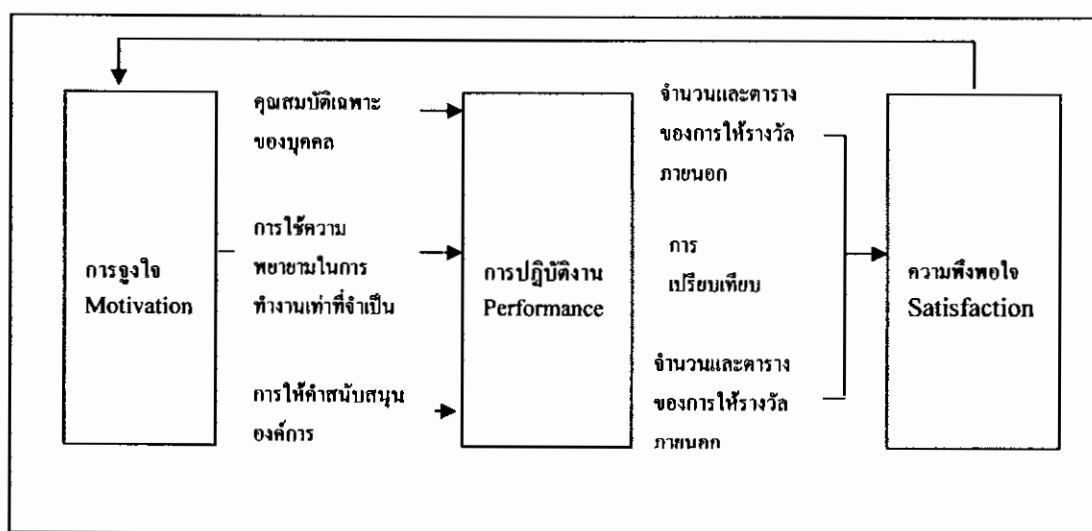 คุณสมบัติเฉพาะ
ของบุคคล
การจูงใจ
Motivation
การใช้ความ
พยายามในการ
ทำงานเท่าที่จำเป็น
การให้คำสนับสนุน
องค์การ
การปฏิบัติงาน
Performance
จำนวนและตาราง
ของการให้รางวัล
ภายนอก
การ
เปรียบเทียบ
จำนวนและตาราง
ของการให้รางวัล
ภายนอก
ความพึงพอใจ
Satisfaction